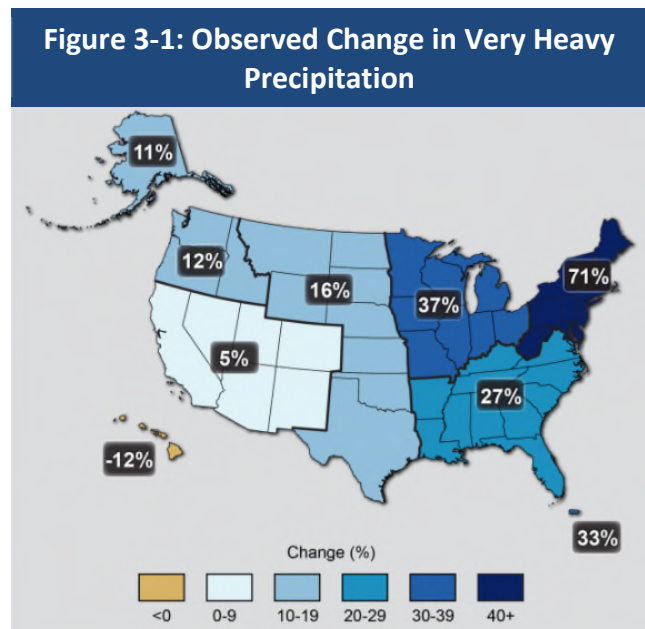 Figure 3-1: Observed Change in Very Heavy
Precipitation
11%
12%
16%
37%
71%
5%
27%
-12%
33%
Change (%)
<0 0-9 10-19 20-29 30-39 40+